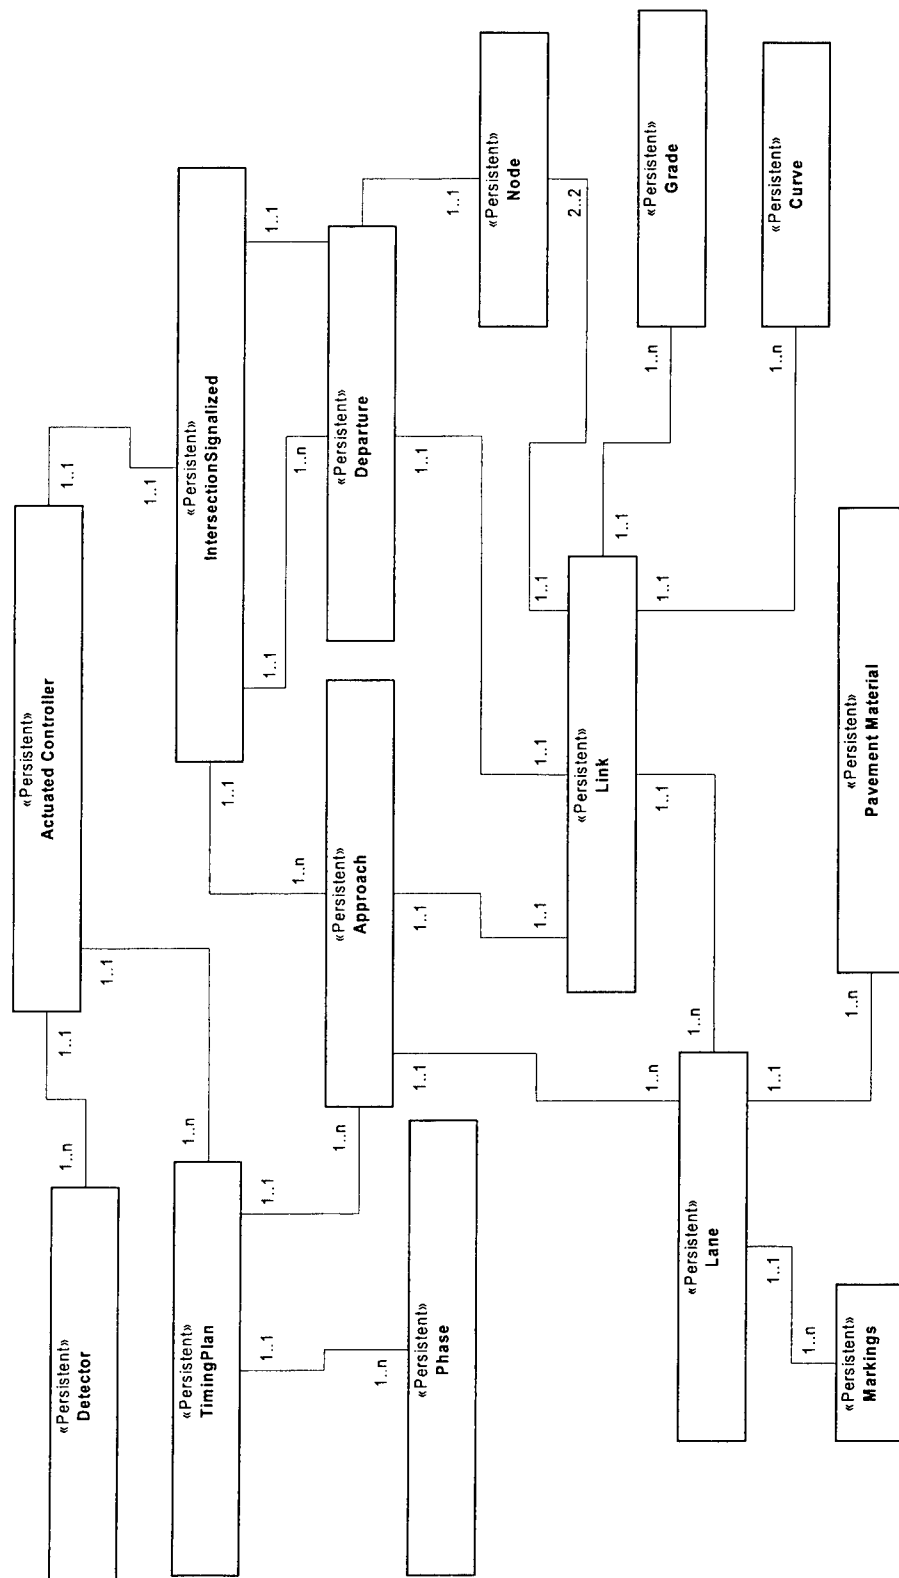 «Persistent»
Actuated Controller
«Persistent»
Detector
1..n
1..1
1..1
1..1
1..1
«Persistent»
TimingPlan
1..n
«Persistent»
IntersectionSignalized
1..1
1..1
1..1
1..1
1..1
1..n
1..n
1..n
«Persistent»
Approach
«Persistent»
Departure
1..n
«Persistent»
Phase
1..1
1..1
1..1
1..1
«Persistent»
Node
1..1
1..1
1..1
2..2
«Persistent»
Link
1..1
«Persistent»
Grade
1..n
1..n
1..1
1..1
1..n
«Persistent»
Lane
«Persistent»
Curve
1..n
1..1
1..1
1..n
«Persistent»
Markings
1..n
«Persistent»
Pavement Material